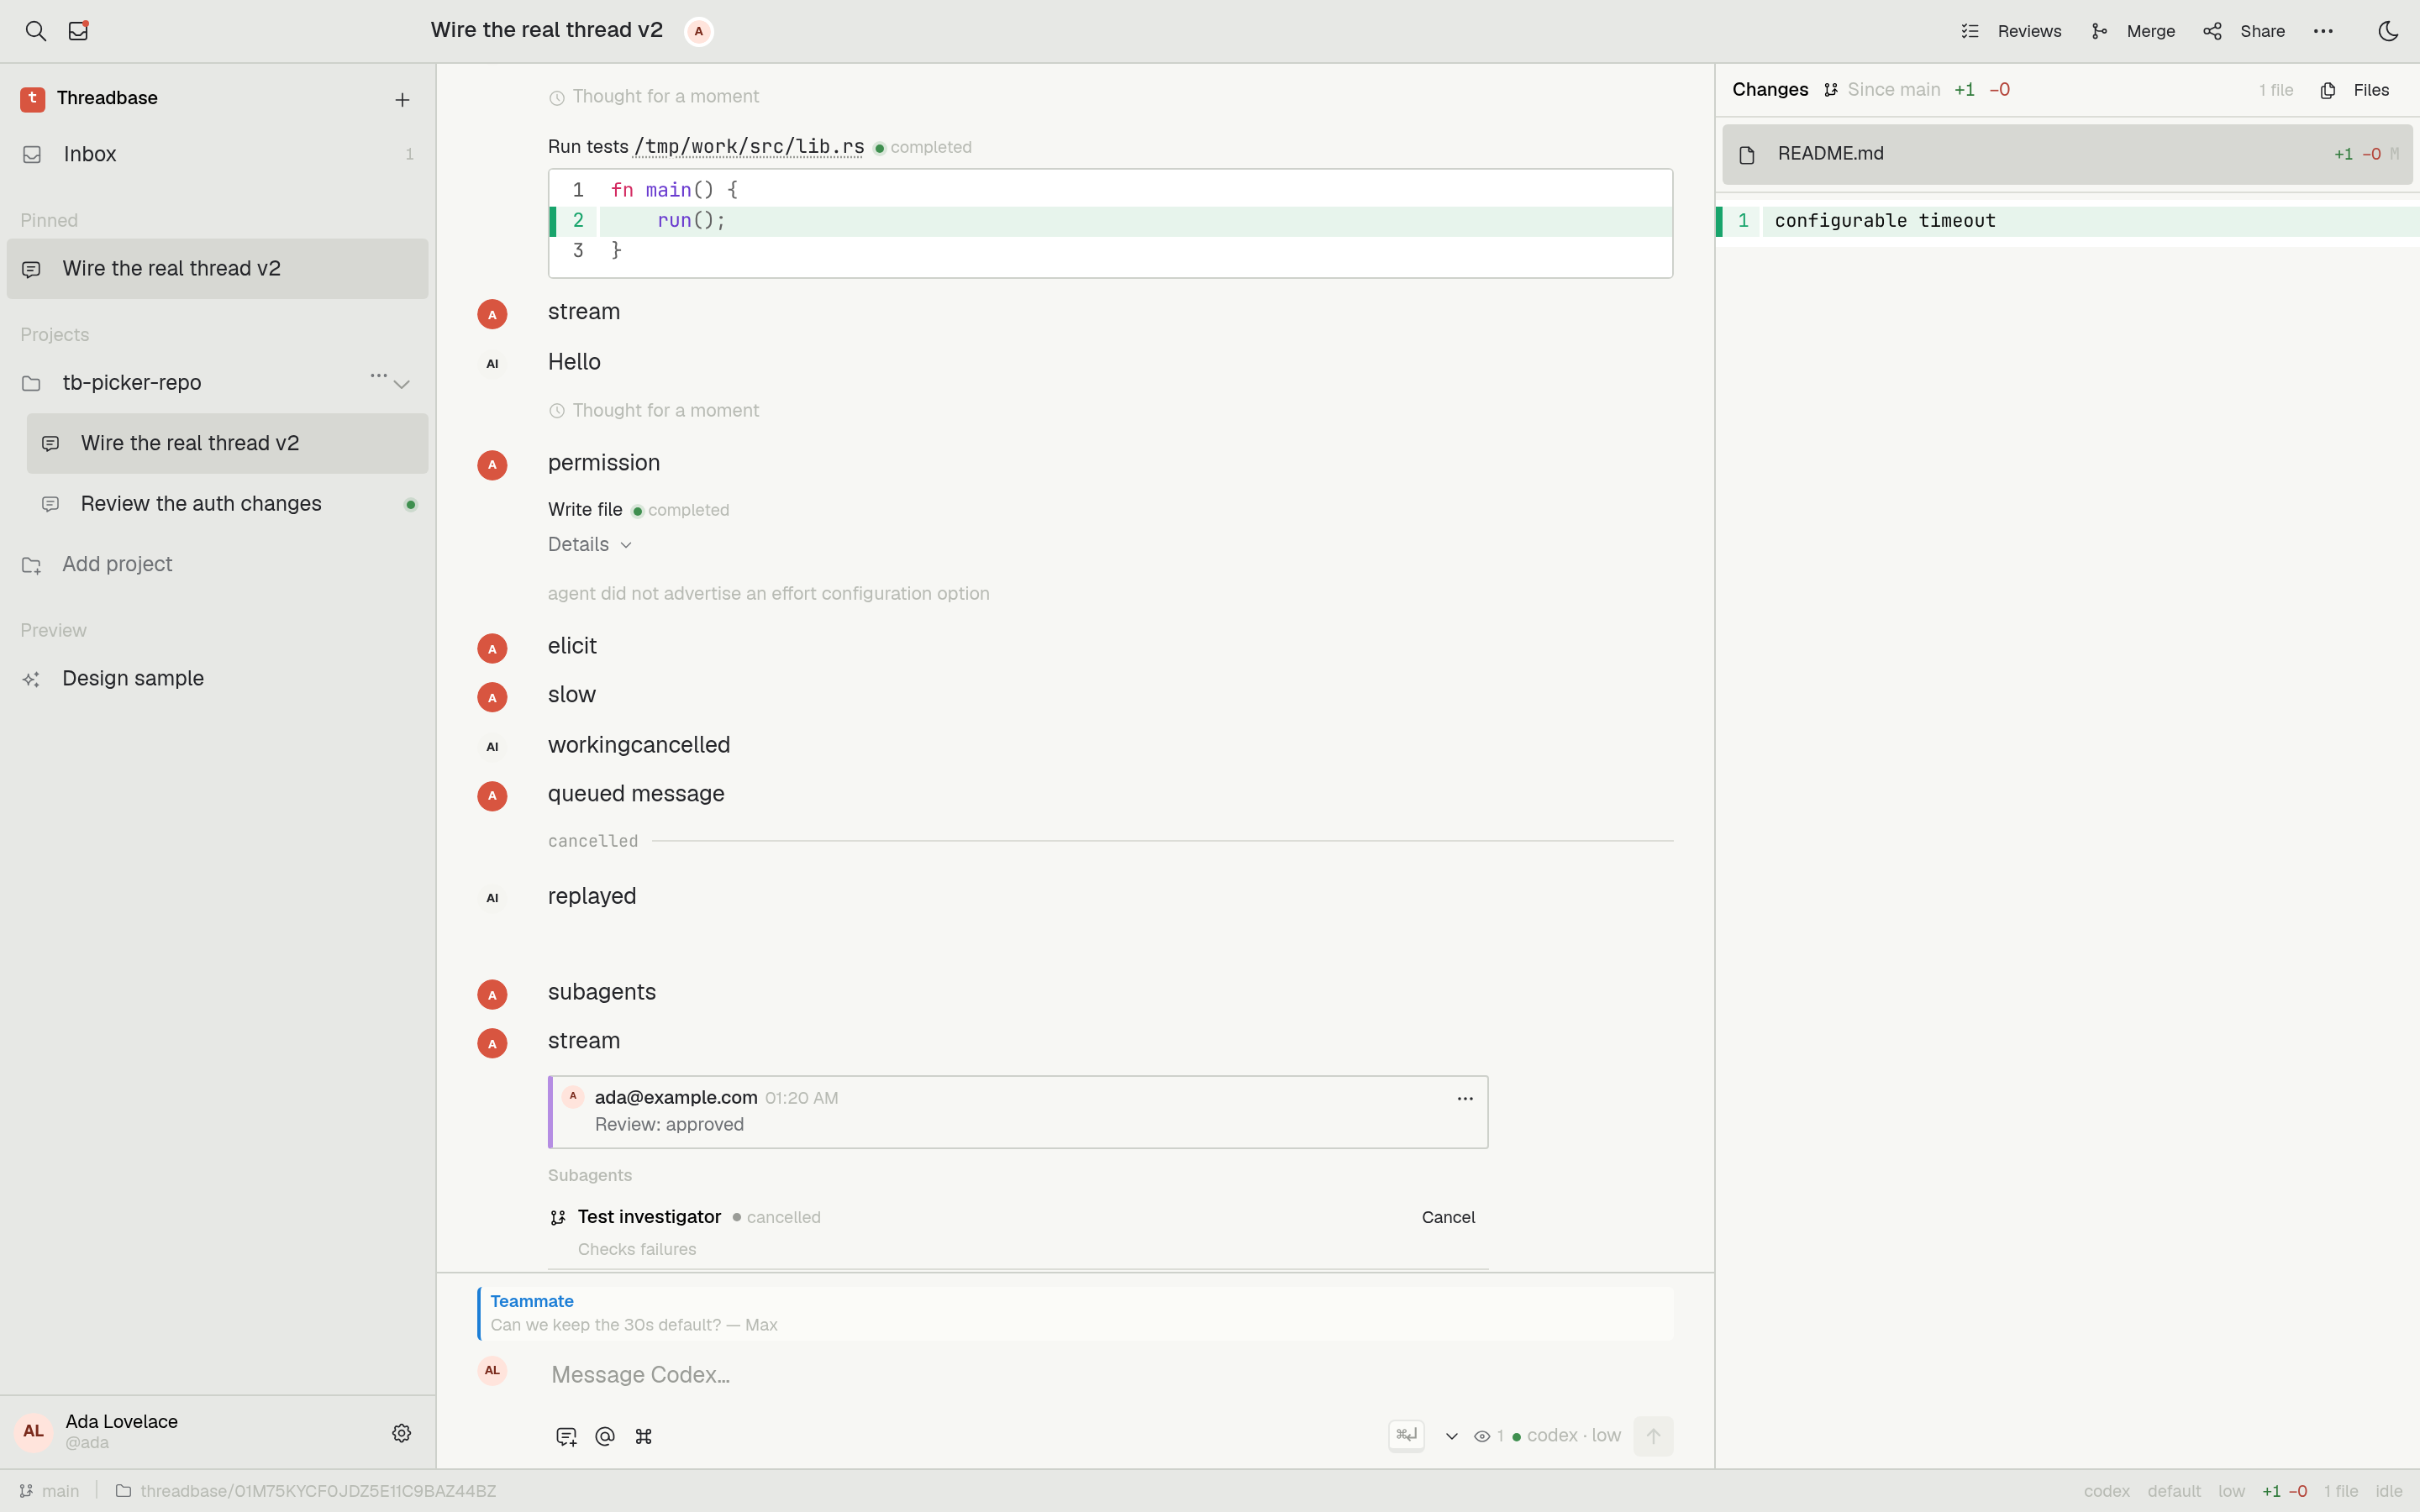 Wire the real thread v2
A
Reviews
Merge
Share
t
Threadbase
Inbox
1
Pinned
Wire the real thread v2
Projects
tb-picker-repo
Wire the real thread v2
Review the auth changes
Add project
Preview
Design sample
AL
Ada Lovelace
@ada
Thought for a moment
Run tests /tmp/work/src/lib.rs completed
1 fn main() {
2 run();
3 }
A stream
AI Hello
Thought for a moment
A permission
Write file completed
Details
agent did not advertise an effort configuration option
A elicit
A slow
AI workingcancelled
A queued message
cancelled
AI replayed
A subagents
A stream
A ada@example.com 01:20 AM
Review: approved
Subagents
Test investigator cancelled Cancel
Checks failures
Teammate
Can we keep the 30s default? — Max
AL Message Codex…
1 codex · low
Changes Since main +1 −0 1 file Files
README.md +1 −0 M
1 configurable timeout
main threadbase/01M75KYCF0JDZ5E11C9BAZ44BZ
codex default low +1 −0 1 file idle